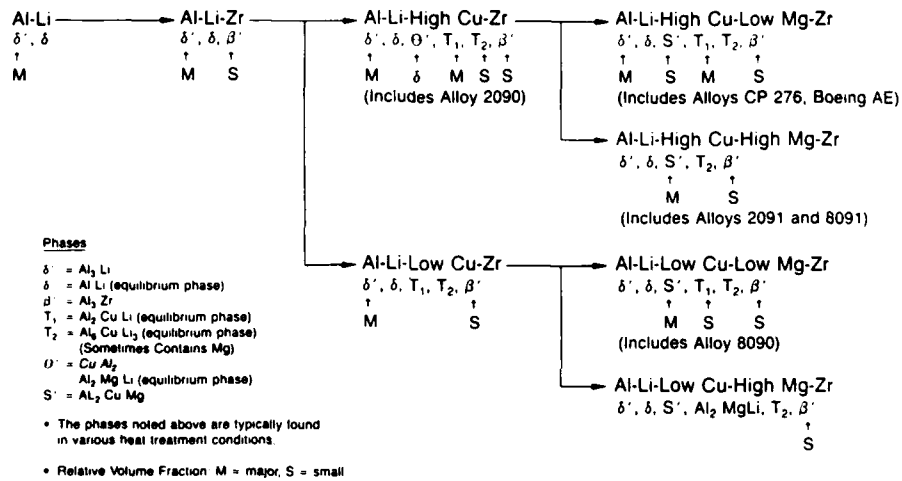 Al-Li
δ′, δ
↑
M
Al-Li-Zr
δ′, δ, β′
↑ ↑
M S
Al-Li-High Cu-Zr
δ′, δ, Θ′, T₁, T₂, β′
↑ ↑ ↑ ↑ ↑
M δ M S S
(Includes Alloy 2090)
Al-Li-High Cu-Low Mg-Zr
δ′, δ, S′, T₁, T₂, β′
↑ ↑ ↑ ↑
M S M S
(Includes Alloys CP 276, Boeing AE)
Al-Li-High Cu-High Mg-Zr
δ′, δ, S′, T₂, β′
↑ ↑
M S
(Includes Alloys 2091 and 8091)
Al-Li-Low Cu-Zr
δ′, δ, T₁, T₂, β′
↑ ↑
M S
Al-Li-Low Cu-Low Mg-Zr
δ′, δ, S′, T₁, T₂, β′
↑ ↑ ↑
M S S
(Includes Alloy 8090)
Al-Li-Low Cu-High Mg-Zr
δ′, δ, S′, Al₂ MgLi, T₂, β′
↑
S
Phases
δ′ = Al₃ Li
δ = Al Li (equilibrium phase)
β′ = Al₃ Zr
T₁ = Al₂ Cu Li (equilibrium phase)
T₂ = Al₆ Cu Li₃ (equilibrium phase)
(Sometimes Contains Mg)
Θ′ = Cu Al₂
Al₂ Mg Li (equilibrium phase)
S′ = AL₂ Cu Mg
• The phases noted above are typically found
in various heat treatment conditions.
• Relative Volume Fraction M = major, S = small